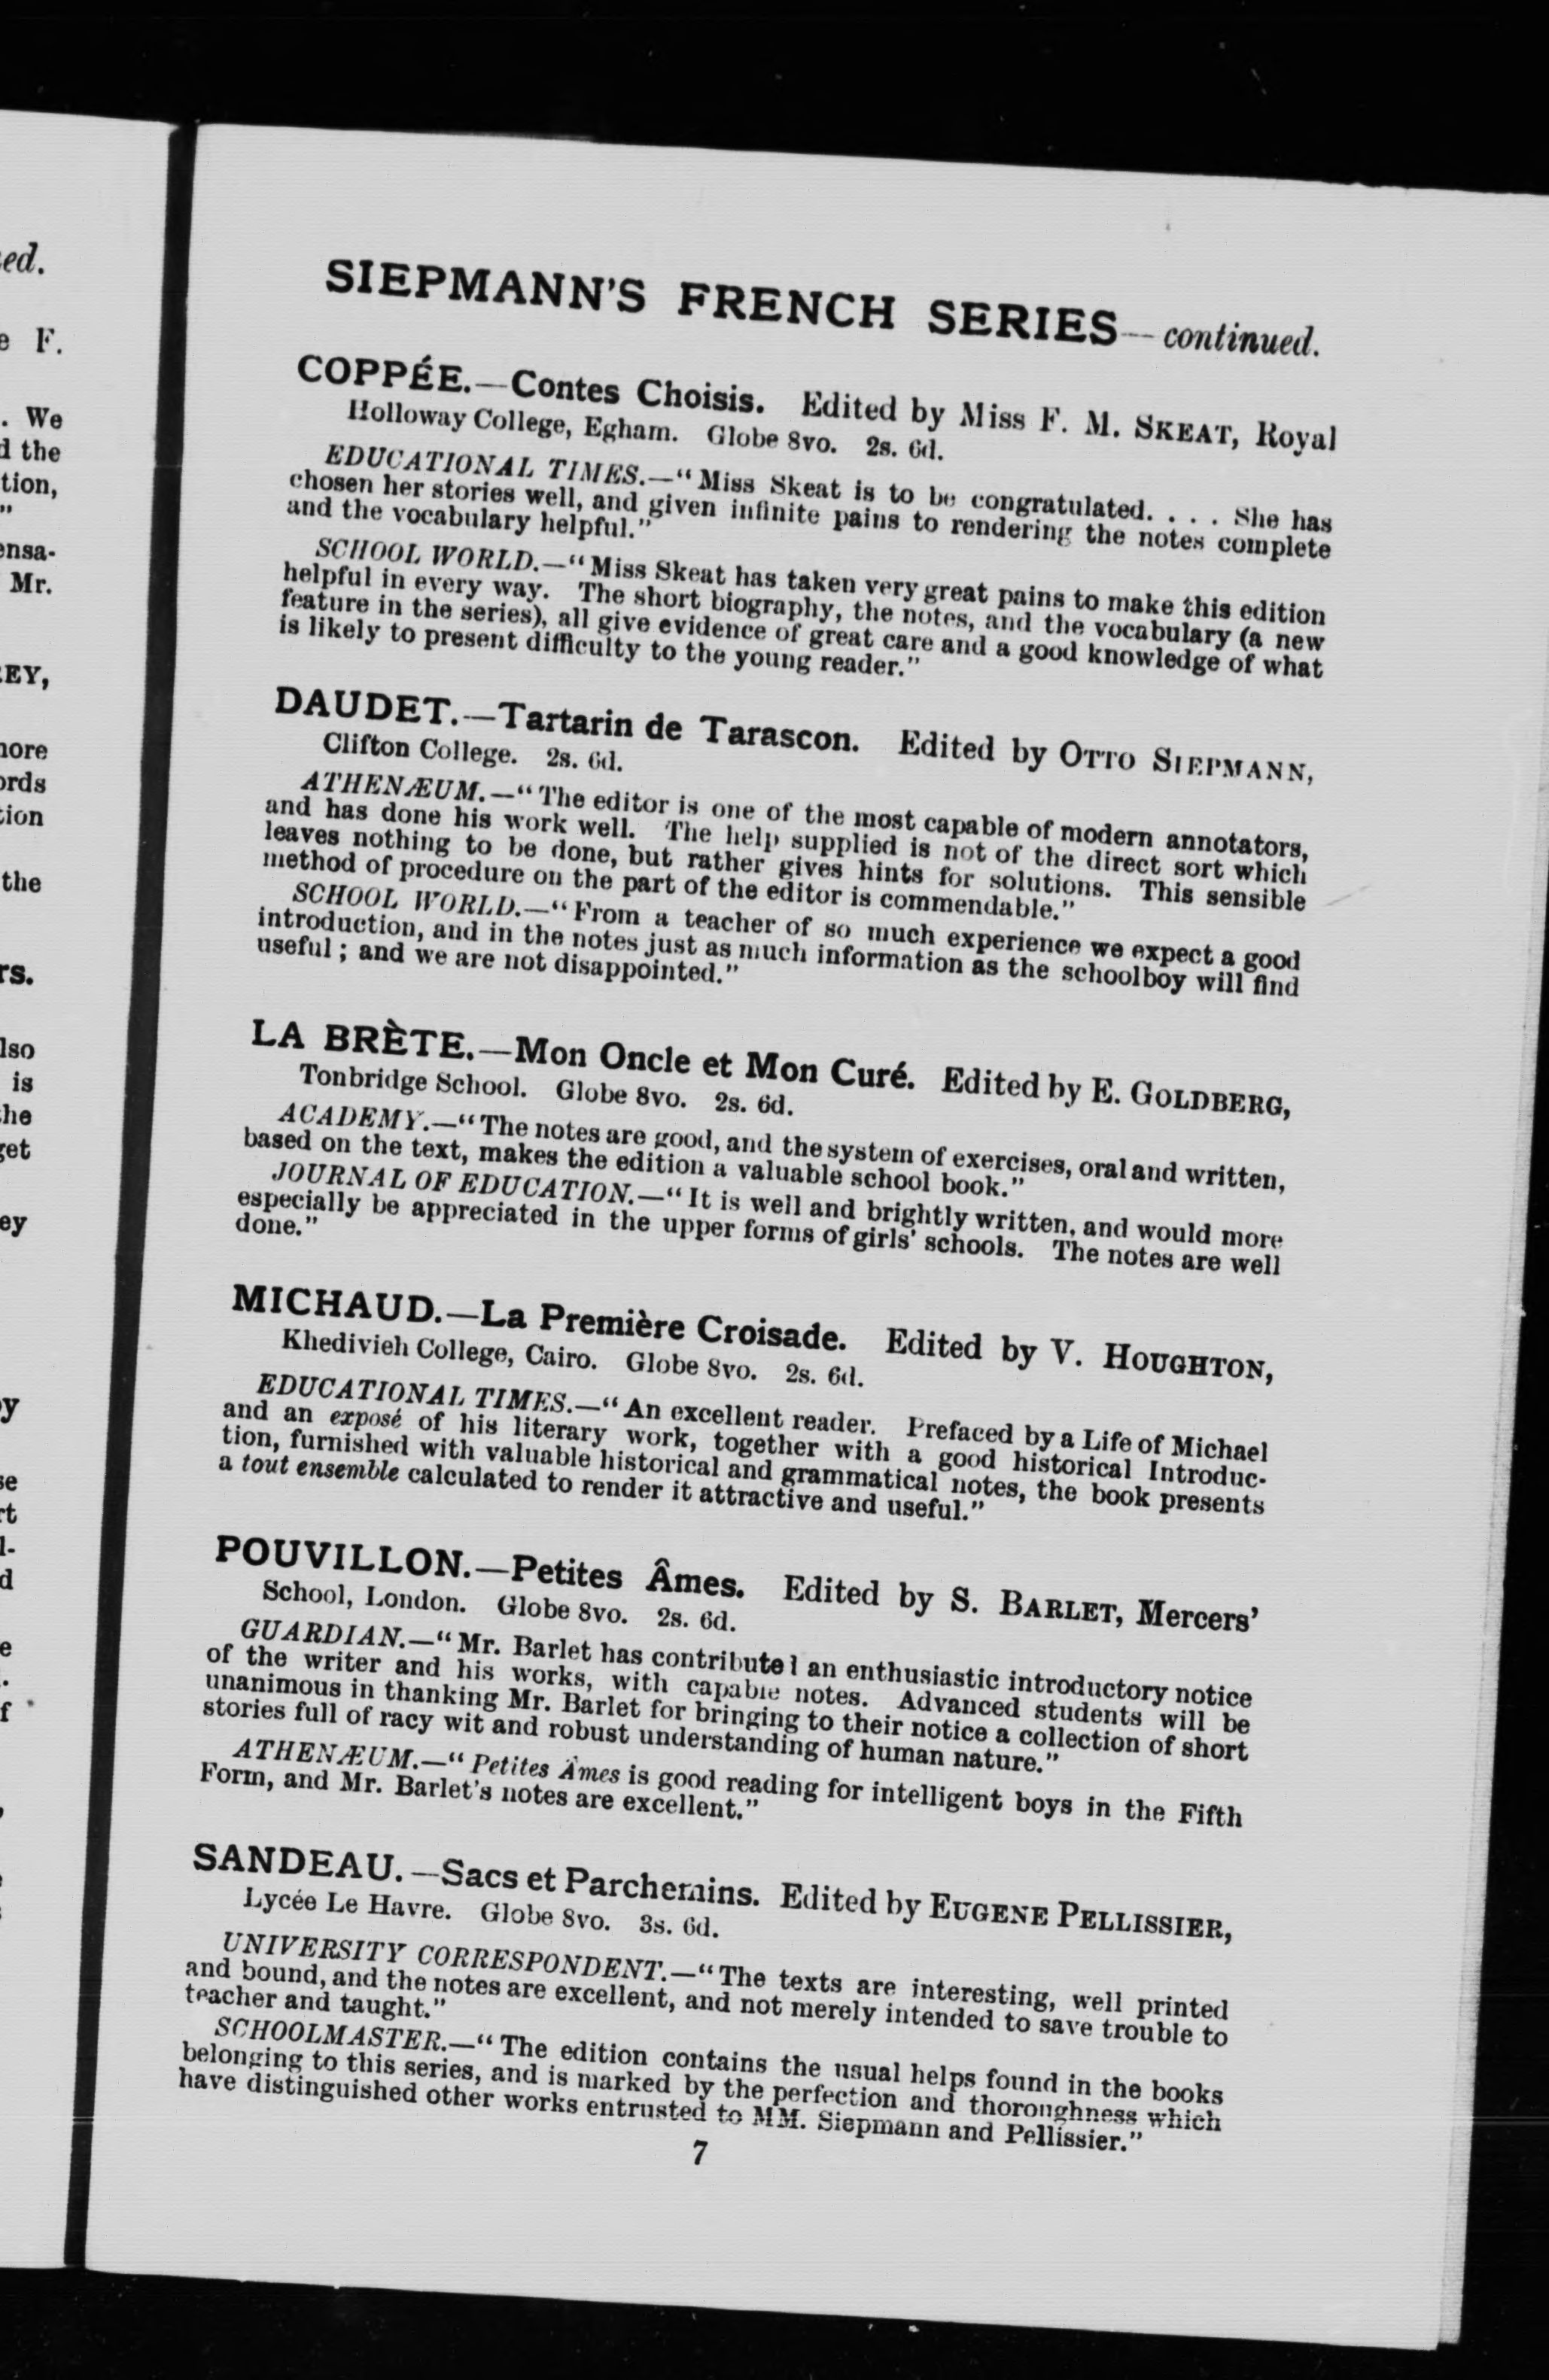 SIEPMANN'S FRENCH SERIES—continued.
COPPÉE.—Contes Choisis. Edited by Miss F. M. SKEAT, Royal
Holloway College, Egham. Globe 8vo. 2s. 6d.
EDUCATIONAL TIMES.—"Miss Skeat is to be congratulated. . . . She has
chosen her stories well, and given infinite pains to rendering the notes complete
and the vocabulary helpful."
SCHOOL WORLD.—"Miss Skeat has taken very great pains to make this edition
helpful in every way. The short biography, the notes, and the vocabulary (a new
feature in the series), all give evidence of great care and a good knowledge of what
is likely to present difficulty to the young reader."
DAUDET.—Tartarin de Tarascon. Edited by OTTO SIEPMANN,
Clifton College. 2s. 6d.
ATHENÆUM.—"The editor is one of the most capable of modern annotators,
and has done his work well. The help supplied is not of the direct sort which
leaves nothing to be done, but rather gives hints for solutions. This sensible
method of procedure on the part of the editor is commendable."
SCHOOL WORLD.—"From a teacher of so much experience we expect a good
introduction, and in the notes just as much information as the schoolboy will find
useful; and we are not disappointed."
LA BRÈTE.—Mon Oncle et Mon Curé. Edited by E. GOLDBERG,
Tonbridge School. Globe 8vo. 2s. 6d.
ACADEMY.—"The notes are good, and the system of exercises, oral and written,
based on the text, makes the edition a valuable school book."
JOURNAL OF EDUCATION.—"It is well and brightly written, and would more
especially be appreciated in the upper forms of girls' schools. The notes are well
done."
MICHAUD.—La Première Croisade. Edited by V. HOUGHTON,
Khedivieh College, Cairo. Globe 8vo. 2s. 6d.
EDUCATIONAL TIMES.—"An excellent reader. Prefaced by a Life of Michael
and an exposé of his literary work, together with a good historical Introduc-
tion, furnished with valuable historical and grammatical notes, the book presents
a tout ensemble calculated to render it attractive and useful."
POUVILLON.—Petites Âmes. Edited by S. BARLET, Mercers'
School, London. Globe 8vo. 2s. 6d.
GUARDIAN.—"Mr. Barlet has contributed an enthusiastic introductory notice
of the writer and his works, with capable notes. Advanced students will be
unanimous in thanking Mr. Barlet for bringing to their notice a collection of short
stories full of racy wit and robust understanding of human nature."
ATHENÆUM.—"Petites Âmes is good reading for intelligent boys in the Fifth
Form, and Mr. Barlet's notes are excellent."
SANDEAU.—Sacs et Parchemins. Edited by EUGENE PELLISSIER,
Lycée Le Havre. Globe 8vo. 3s. 6d.
UNIVERSITY CORRESPONDENT.—"The texts are interesting, well printed
and bound, and the notes are excellent, and not merely intended to save trouble to
teacher and taught."
SCHOOLMASTER.—"The edition contains the usual helps found in the books
belonging to this series, and is marked by the perfection and thoroughness which
have distinguished other works entrusted to MM. Siepmann and Pellissier."
7